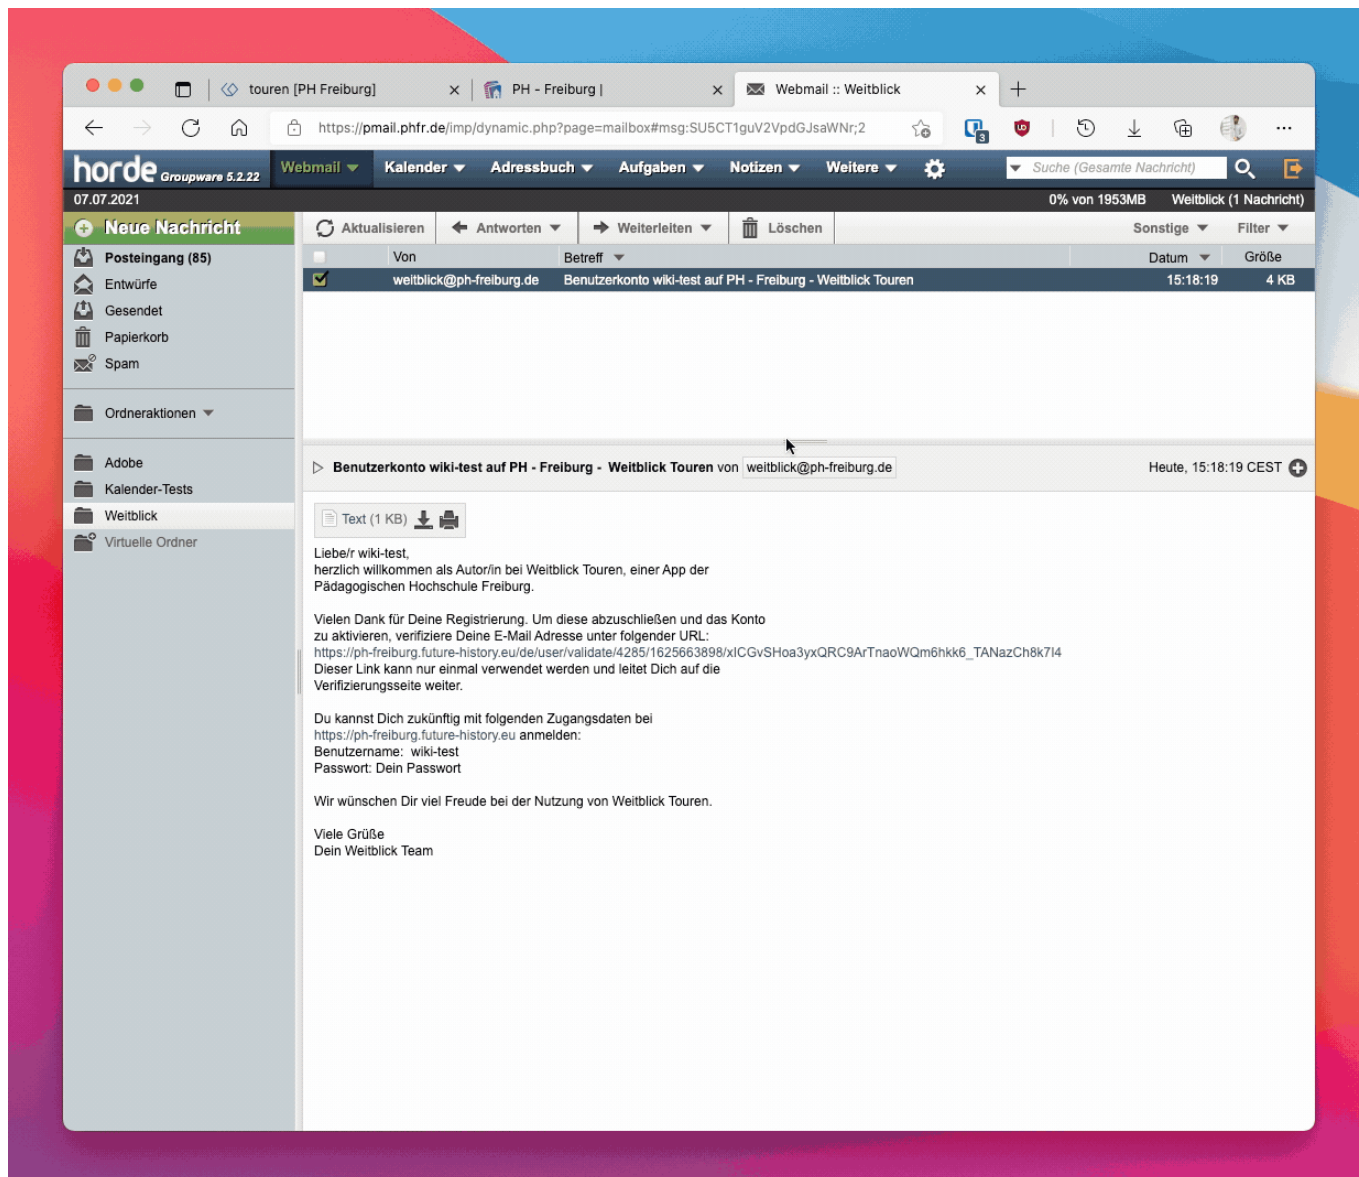 touren [PH Freiburg]
PH - Freiburg |
Webmail :: Weitblick
https://pmail.phfr.de/imp/dynamic.php?page=mailbox#msg:SU5CT1guV2VpdGJsaWNr;2
3
horde Groupware 5.2.22
Webmail
Kalender
Adressbuch
Aufgaben
Notizen
Weitere
Suche (Gesamte Nachricht)
07.07.2021
0% von 1953MB
Weitblick (1 Nachricht)
Neue Nachricht
Aktualisieren
Antworten
Weiterleiten
Löschen
Sonstige
Filter
Posteingang (85)
Entwürfe
Gesendet
Papierkorb
Spam
Ordneraktionen
Adobe
Kalender-Tests
Weitblick
Virtuelle Ordner
Von
Betreff
Datum
Größe
weitblick@ph-freiburg.de
Benutzerkonto wiki-test auf PH - Freiburg - Weitblick Touren
15:18:19
4 KB
Benutzerkonto wiki-test auf PH - Freiburg - Weitblick Touren von weitblick@ph-freiburg.de
Heute, 15:18:19 CEST
Text (1 KB)
Liebe/r wiki-test,
herzlich willkommen als Autor/in bei Weitblick Touren, einer App der
Pädagogischen Hochschule Freiburg.
Vielen Dank für Deine Registrierung. Um diese abzuschließen und das Konto
zu aktivieren, verifiziere Deine E-Mail Adresse unter folgender URL:
https://ph-freiburg.future-history.eu/de/user/validate/4285/1625663898/xICGvSHoa3yxQRC9ArTnaoWQm6hkk6_TANazCh8k7I4
Dieser Link kann nur einmal verwendet werden und leitet Dich auf die
Verifizierungsseite weiter.
Du kannst Dich zukünftig mit folgenden Zugangsdaten bei
https://ph-freiburg.future-history.eu anmelden:
Benutzername: wiki-test
Passwort: Dein Passwort
Wir wünschen Dir viel Freude bei der Nutzung von Weitblick Touren.
Viele Grüße
Dein Weitblick Team